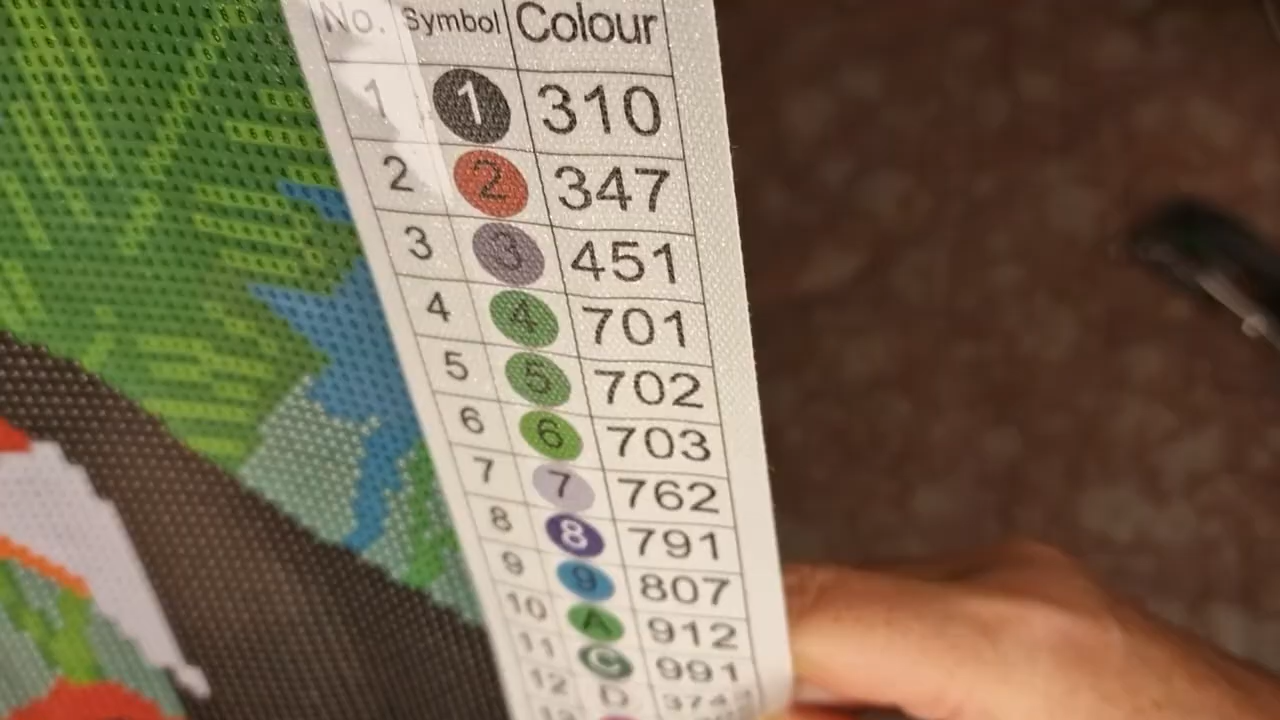 No. Symbol Colour
1 1 310
2 2 347
3 3 451
4 4 701
5 5 702
6 6 703
7 7 762
8 8 791
9 9 807
10 A 912
11 C 991
12 D
13